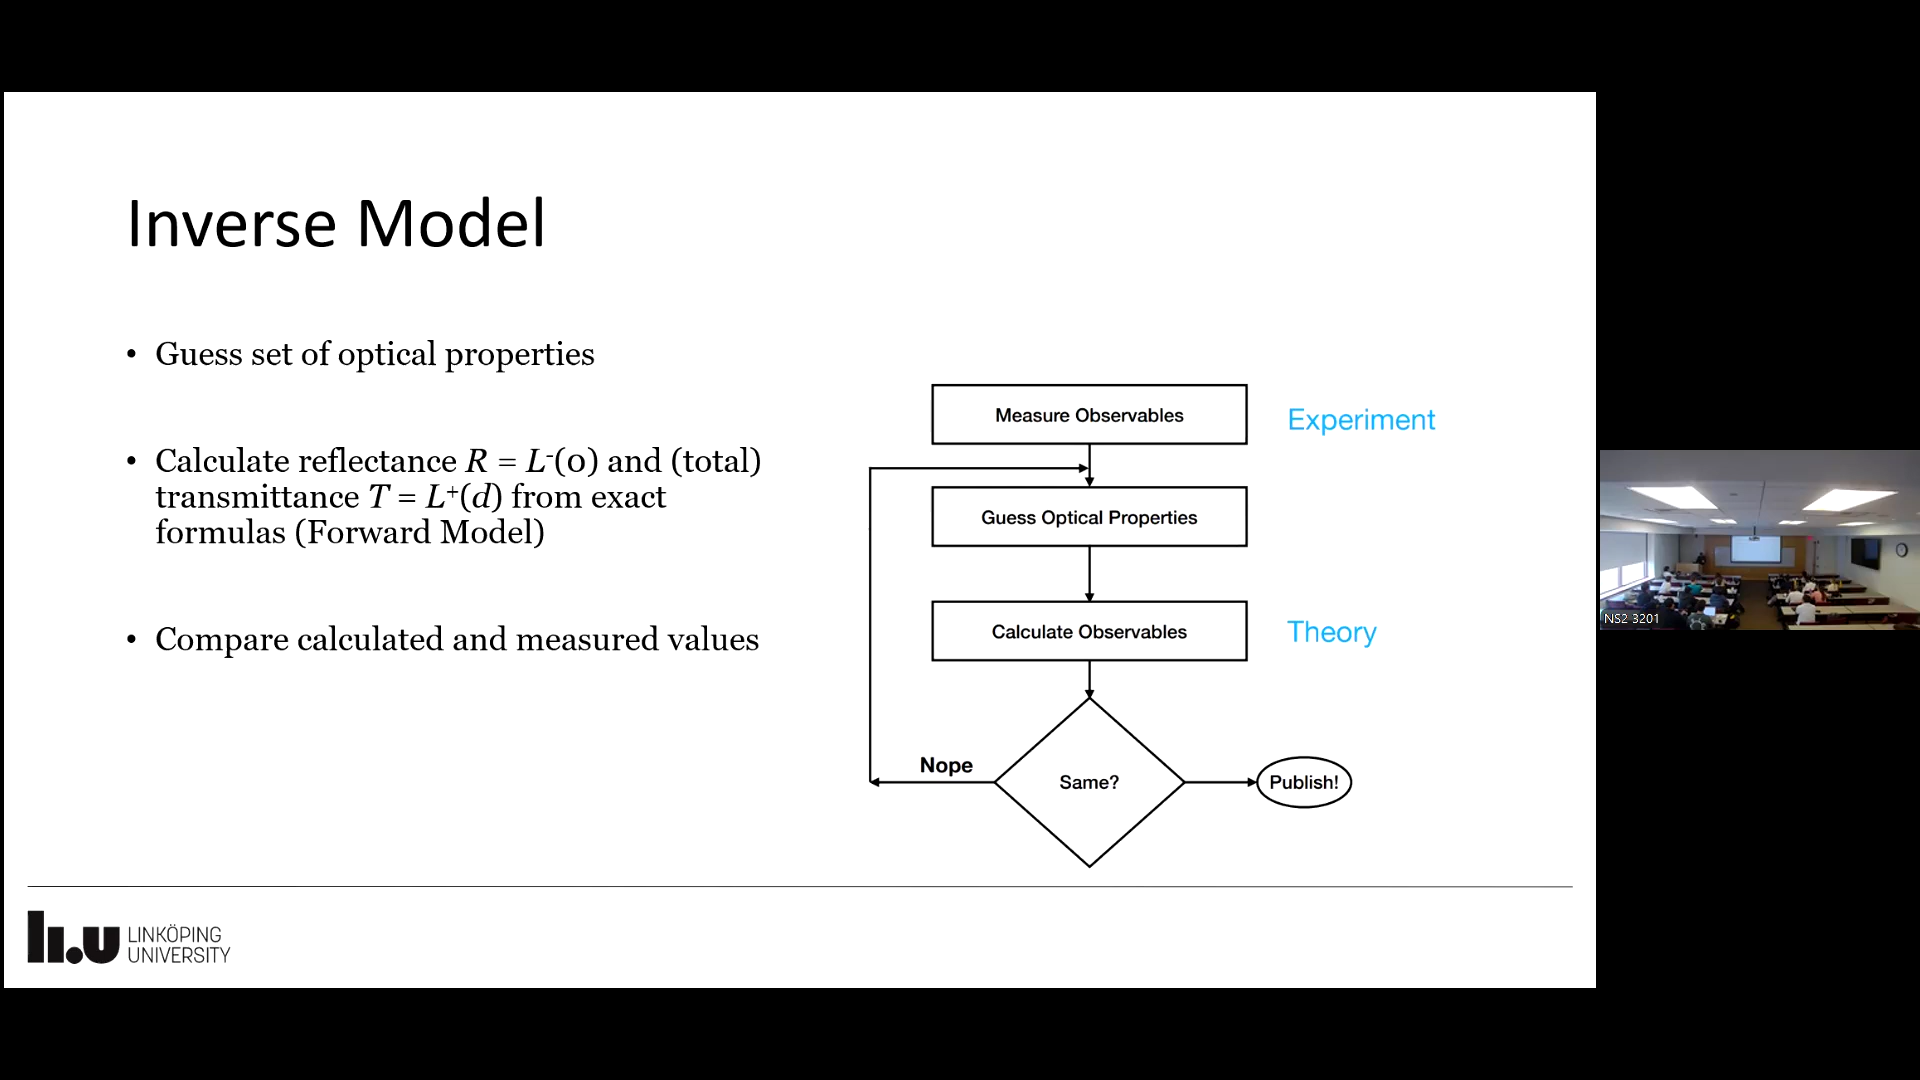 Inverse Model
• Guess set of optical properties
• Calculate reflectance R = L⁻(0) and (total)
transmittance T = L⁺(d) from exact
formulas (Forward Model)
• Compare calculated and measured values
Measure Observables
Experiment
Guess Optical Properties
Calculate Observables
Theory
Nope
Same?
Publish!
li.u LINKÖPING
UNIVERSITY
NS2 3201